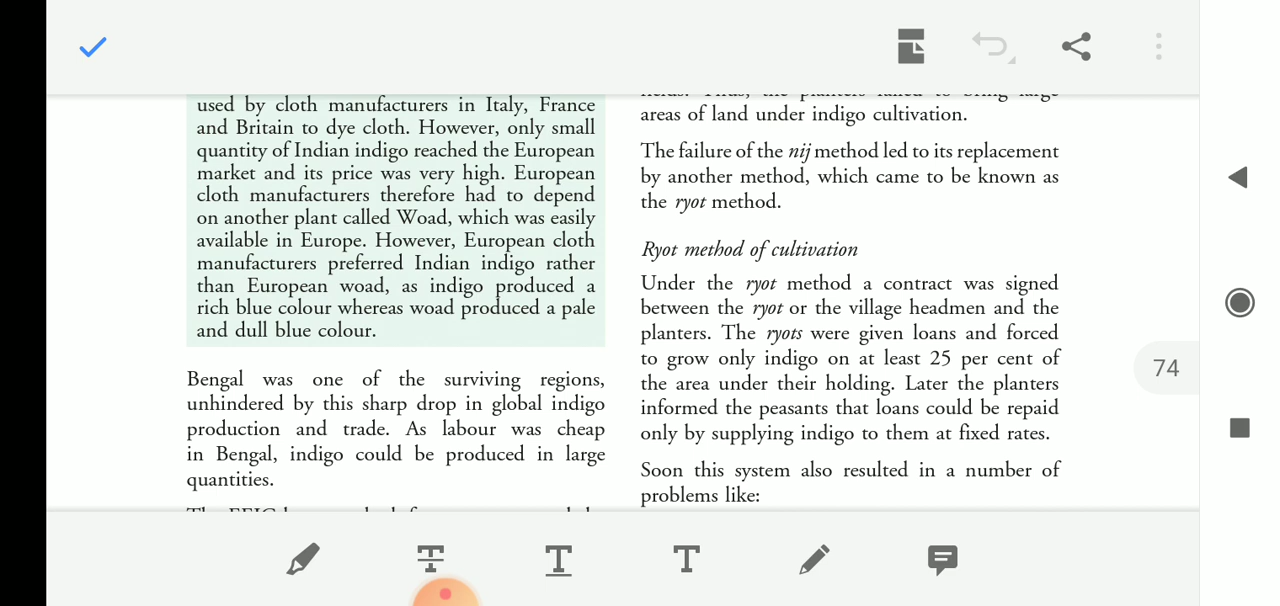 used by cloth manufacturers in Italy, France
and Britain to dye cloth. However, only small
quantity of Indian indigo reached the European
market and its price was very high. European
cloth manufacturers therefore had to depend
on another plant called Woad, which was easily
available in Europe. However, European cloth
manufacturers preferred Indian indigo rather
than European woad, as indigo produced a
rich blue colour whereas woad produced a pale
and dull blue colour.
Bengal was one of the surviving regions,
unhindered by this sharp drop in global indigo
production and trade. As labour was cheap
in Bengal, indigo could be produced in large
quantities.
areas of land under indigo cultivation.
The failure of the nij method led to its replacement
by another method, which came to be known as
the ryot method.
Ryot method of cultivation
Under the ryot method a contract was signed
between the ryot or the village headmen and the
planters. The ryots were given loans and forced
to grow only indigo on at least 25 per cent of
the area under their holding. Later the planters
informed the peasants that loans could be repaid
only by supplying indigo to them at fixed rates.
Soon this system also resulted in a number of
problems like:
74
T
T
T